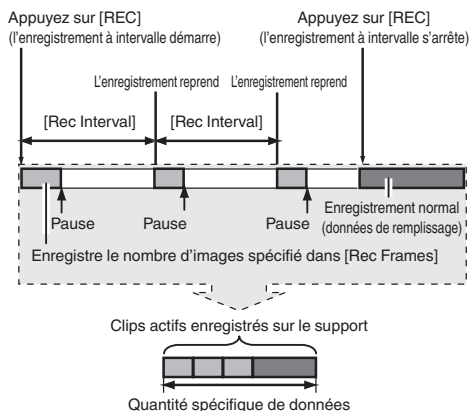 Appuyez sur [REC]
(l'enregistrement à intervalle démarre)
Appuyez sur [REC]
(l'enregistrement à intervalle s'arrête)
L'enregistrement reprend
L'enregistrement reprend
[Rec Interval]
[Rec Interval]
Pause
Pause
Pause
Enregistrement normal
(données de remplissage)
Enregistre le nombre d'images spécifié dans [Rec Frames]
Clips actifs enregistrés sur le support
Quantité spécifique de données